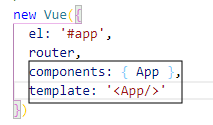 new Vue({
el: '#app',
router,
components: { App },
template: '<App/>'
})